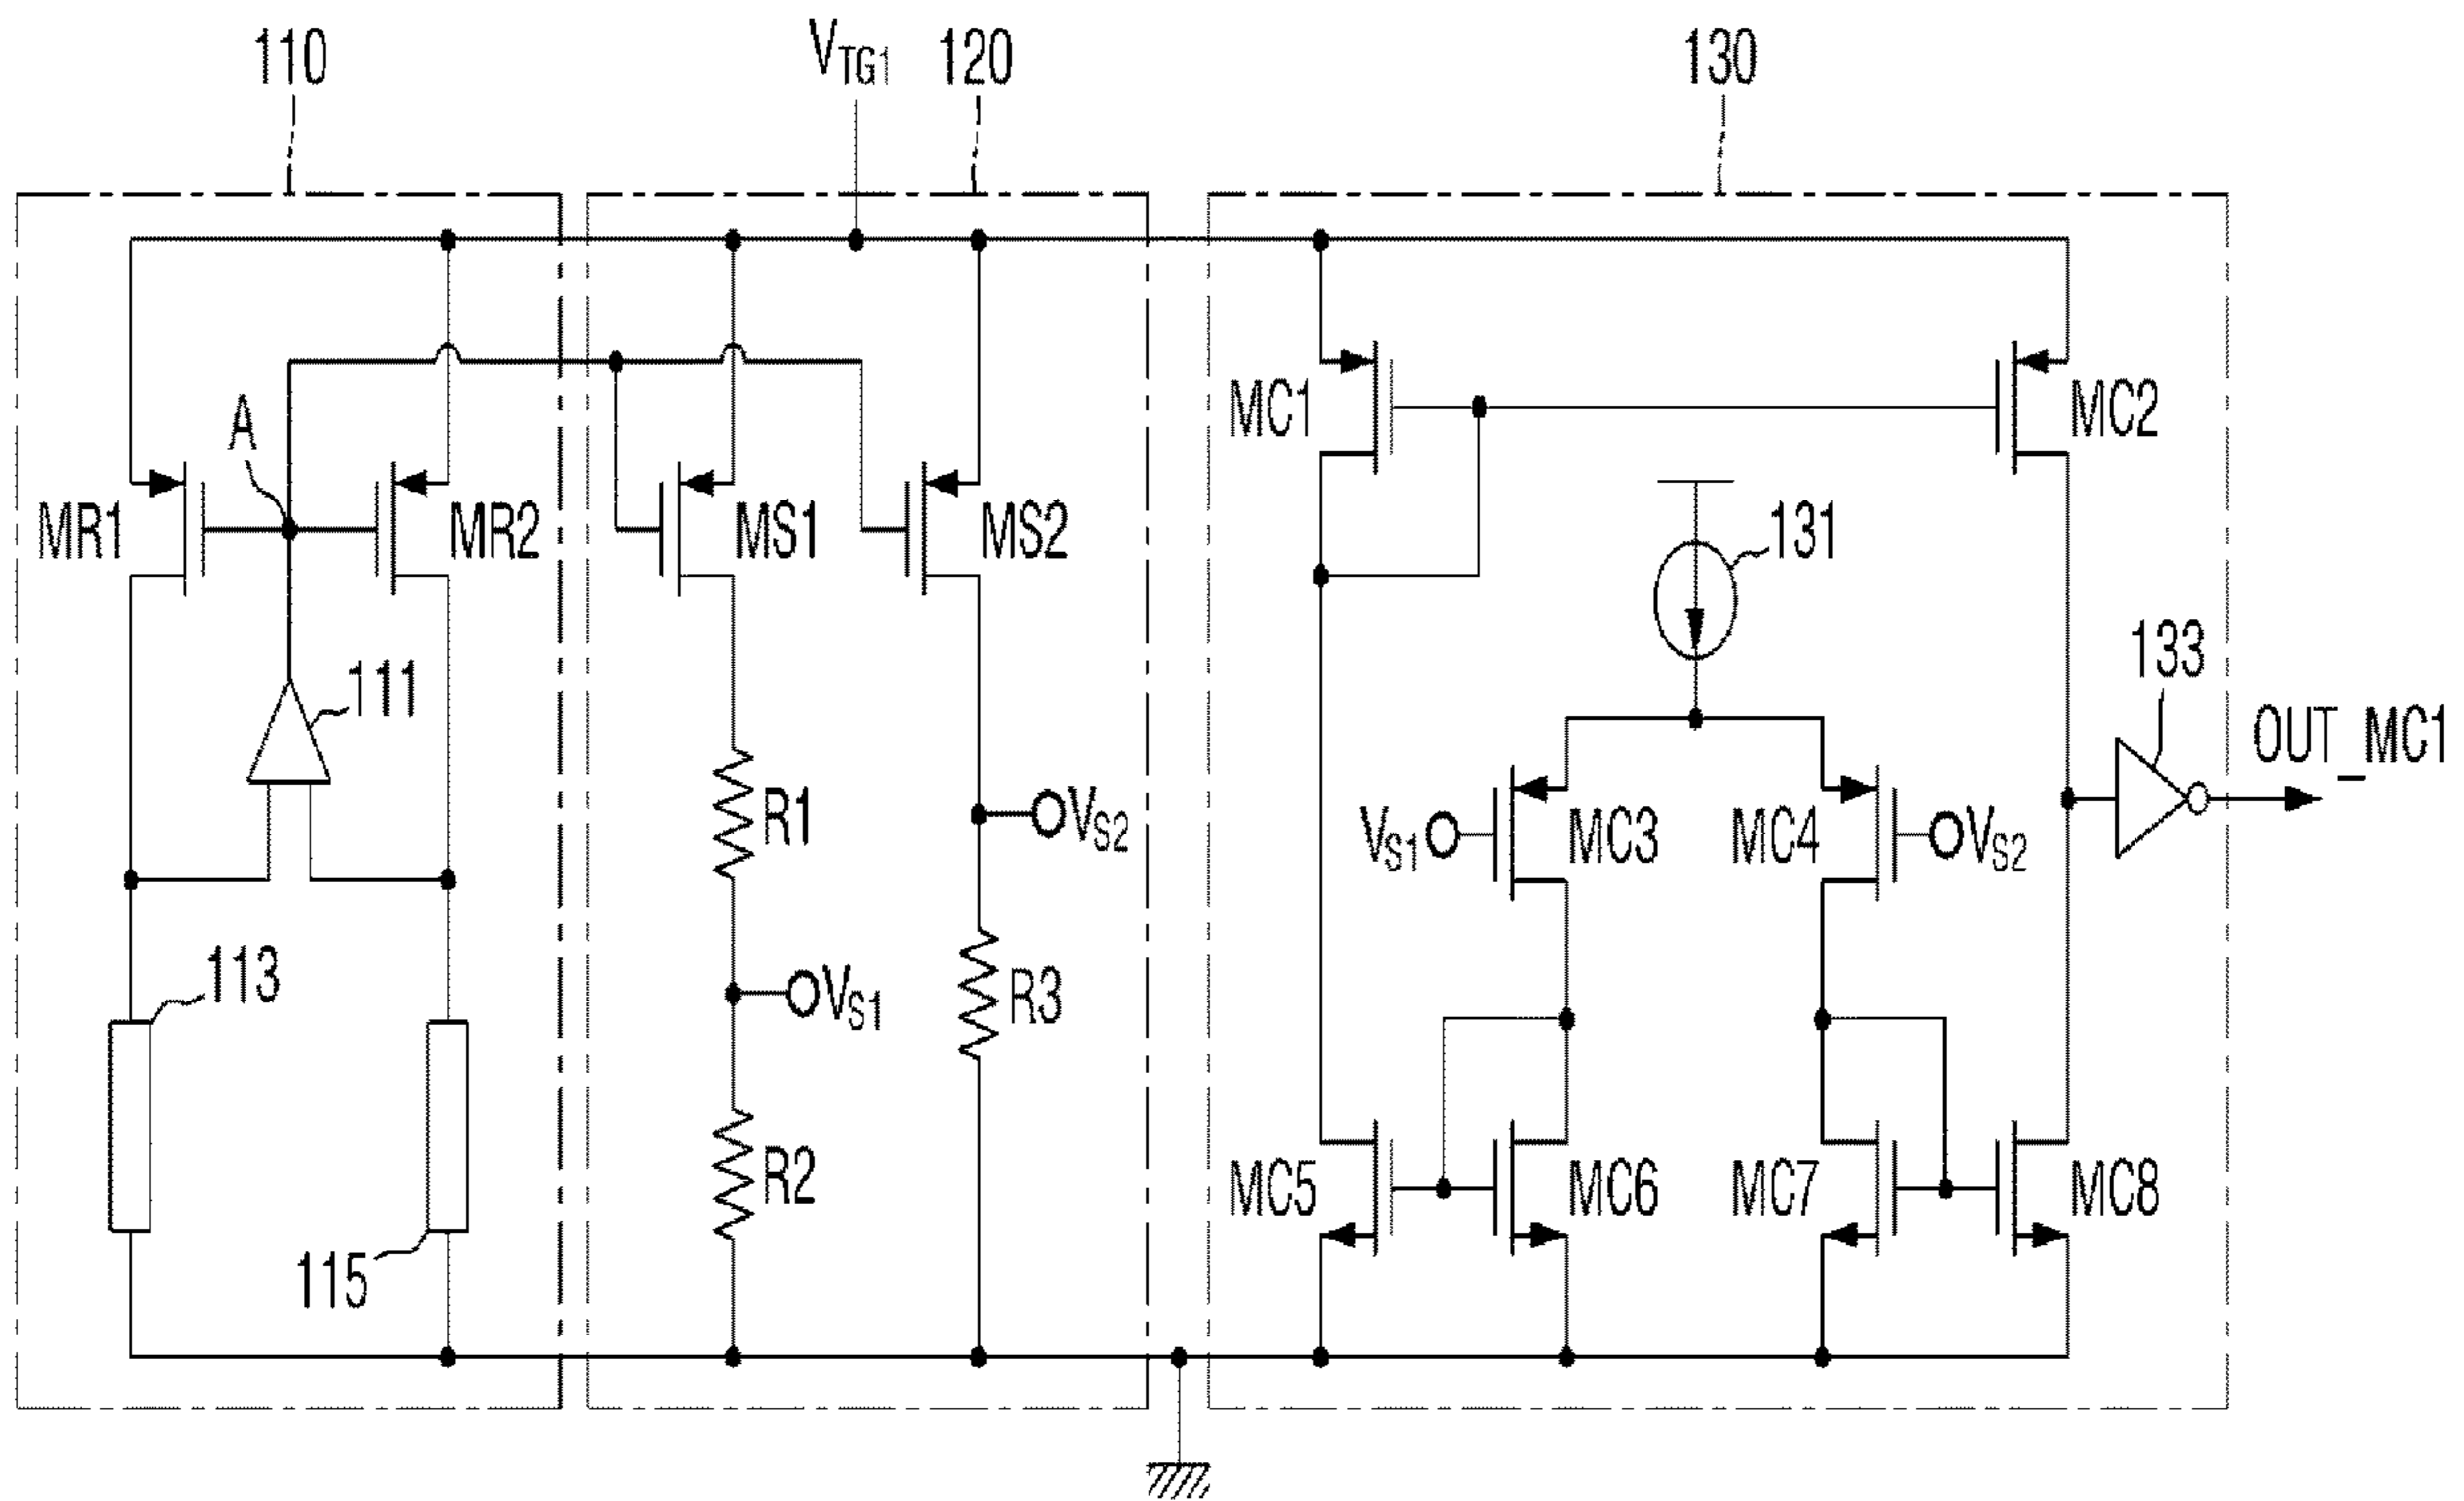 110
VTG1
120
130
A
MR1
MR2
MS1
MS2
MC1
MC2
131
111
133
OUT_MC1
R1
VS2
VS1
MC3
MC4
VS2
113
VS1
R3
115
R2
MC5
MC6
MC7
MC8